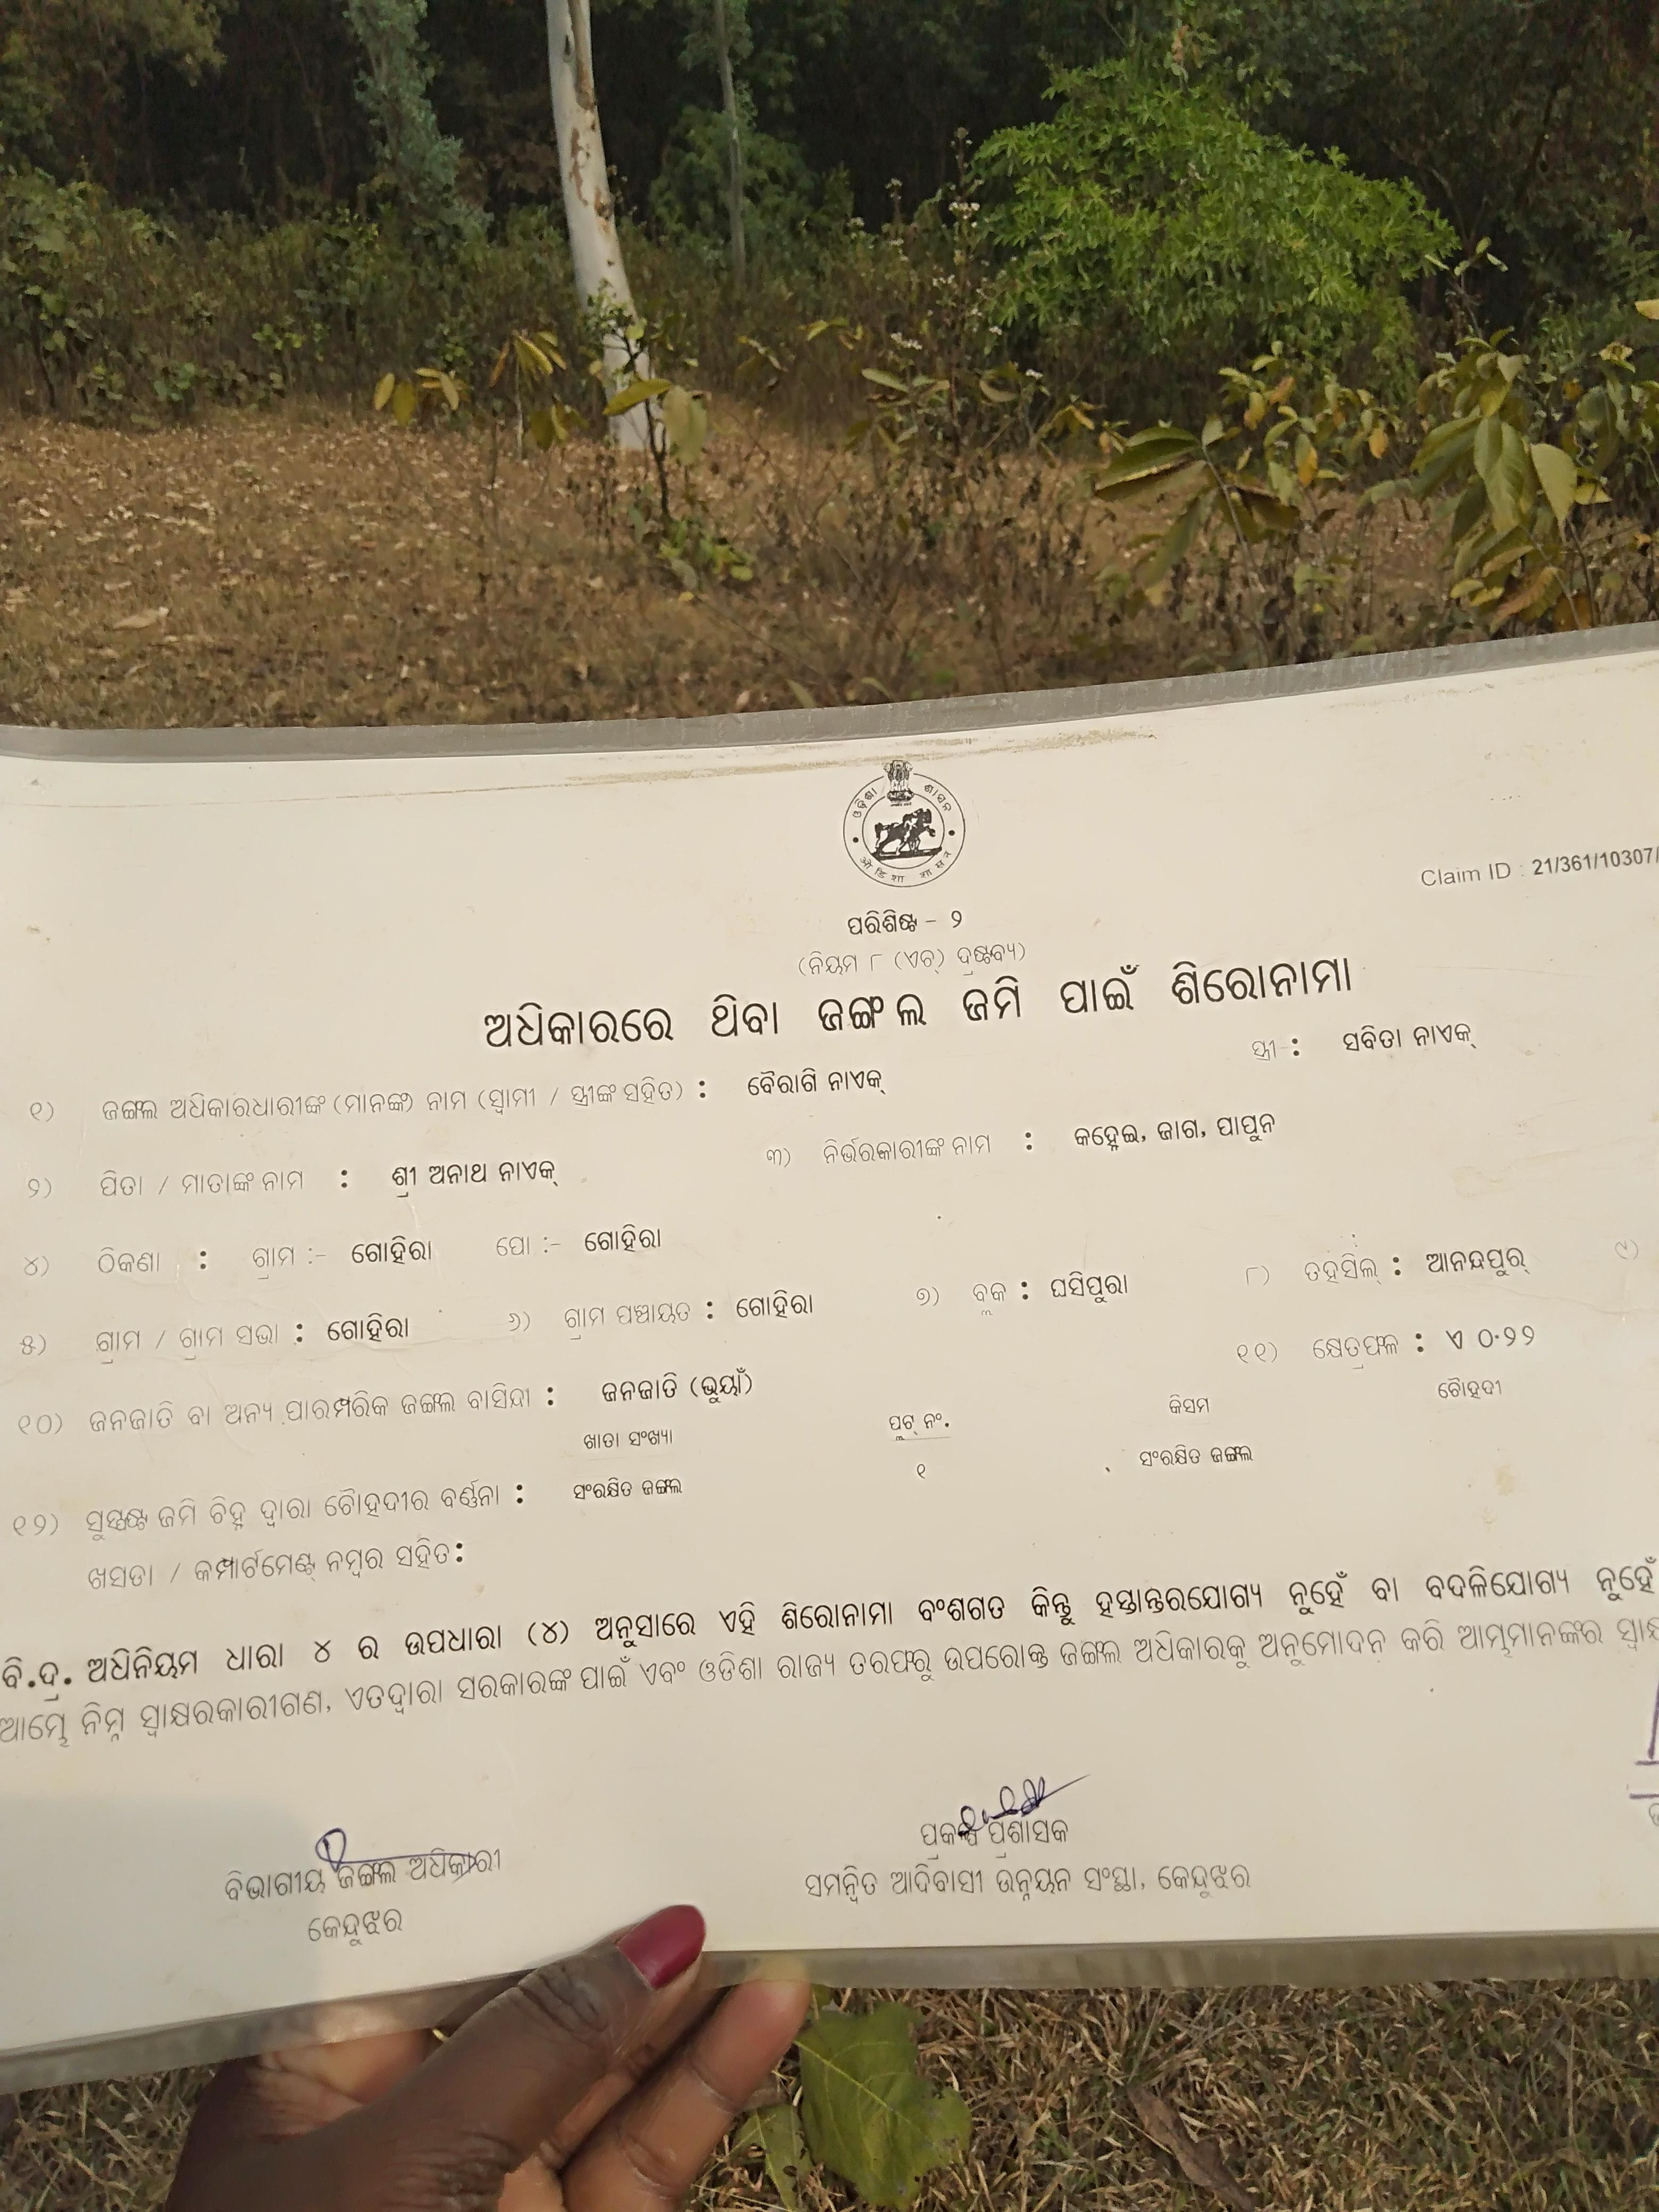 ଓଡ଼ିଶା ଶାସନ
ओडिशा शासन
Claim ID : 21/361/10307/
ପରିଶିଷ୍ଟ - ୨
(ନିୟମ ୮ (ଏଚ୍) ଦ୍ରଷ୍ଟବ୍ୟ)
ଅଧିକାରରେ ଥିବା ଜଙ୍ଗଲ ଜମି ପାଇଁ ଶିରୋନାମା
୧) ଜଙ୍ଗଲ ଅଧିକାରଧାରୀଙ୍କ (ମାନଙ୍କ) ନାମ (ସ୍ୱାମୀ / ସ୍ତ୍ରୀଙ୍କ ସହିତ) : ବୈରାଗି ନାଏକ୍ ସ୍ତ୍ରୀ : ସବିତା ନାଏକ୍
୨) ପିତା / ମାତାଙ୍କ ନାମ : ଶ୍ରୀ ଅନାଥ ନାଏକ୍ ୩) ନିର୍ଭରକାରୀଙ୍କ ନାମ : କହ୍ନେଇ, ଜାଗ, ପାପୁନ
୪) ଠିକଣା : ଗ୍ରାମ :- ଗୋହିରା ପୋ :- ଗୋହିରା
୫) ଗ୍ରାମ / ଗ୍ରାମ ସଭା : ଗୋହିରା ୬) ଗ୍ରାମ ପଞ୍ଚାୟତ : ଗୋହିରା ୭) ବ୍ଲକ : ଘସିପୁରା ୮) ତହସିଲ୍ : ଆନନ୍ଦପୁର୍ ୯)
୧୦) ଜନଜାତି ବା ଅନ୍ୟ ପାରମ୍ପରିକ ଜଙ୍ଗଲ ବାସିନ୍ଦା : ଜନଜାତି (ଭୁୟାଁ) ୧୧) କ୍ଷେତ୍ରଫଳ : ଏ ୦.୨୨
ଖାତା ସଂଖ୍ୟା ପ୍ଲଟ୍ ନଂ. କିସମ ଚୌହଦୀ
୧୨) ସୁସ୍ପଷ୍ଟ ଜମି ଚିହ୍ନ ଦ୍ୱାରା ଚୌହଦୀର ବର୍ଣ୍ଣନା : ସଂରକ୍ଷିତ ଜଙ୍ଗଲ ୧ ସଂରକ୍ଷିତ ଜଙ୍ଗଲ
ଖସଡା / କମ୍ପାର୍ଟମେଣ୍ଟ୍ ନମ୍ବର ସହିତ:
ବି.ଦ୍ର. ଅଧିନିୟମ ଧାରା ୪ ର ଉପଧାରା (୪) ଅନୁସାରେ ଏହି ଶିରୋନାମା ବଂଶଗତ କିନ୍ତୁ ହସ୍ତାନ୍ତରଯୋଗ୍ୟ ନୁହେଁ ବା ବଦଳିଯୋଗ୍ୟ ନୁହେଁ
ଆମ୍ଭେ ନିମ୍ନ ସ୍ୱାକ୍ଷରକାରୀଗଣ, ଏତଦ୍ୱାରା ସରକାରଙ୍କ ପାଇଁ ଏବଂ ଓଡିଶା ରାଜ୍ୟ ତରଫରୁ ଉପରୋକ୍ତ ଜଙ୍ଗଲ ଅଧିକାରକୁ ଅନୁମୋଦନ କରି ଆମ୍ଭମାନଙ୍କର
ପ୍ରକଳ୍ପ ପ୍ରଶାସକ
ସମନ୍ୱିତ ଆଦିବାସୀ ଉନ୍ନୟନ ସଂସ୍ଥା, କେନ୍ଦୁଝର
ବିଭାଗୀୟ ଜଙ୍ଗଲ ଅଧିକାରୀ
କେନ୍ଦୁଝର